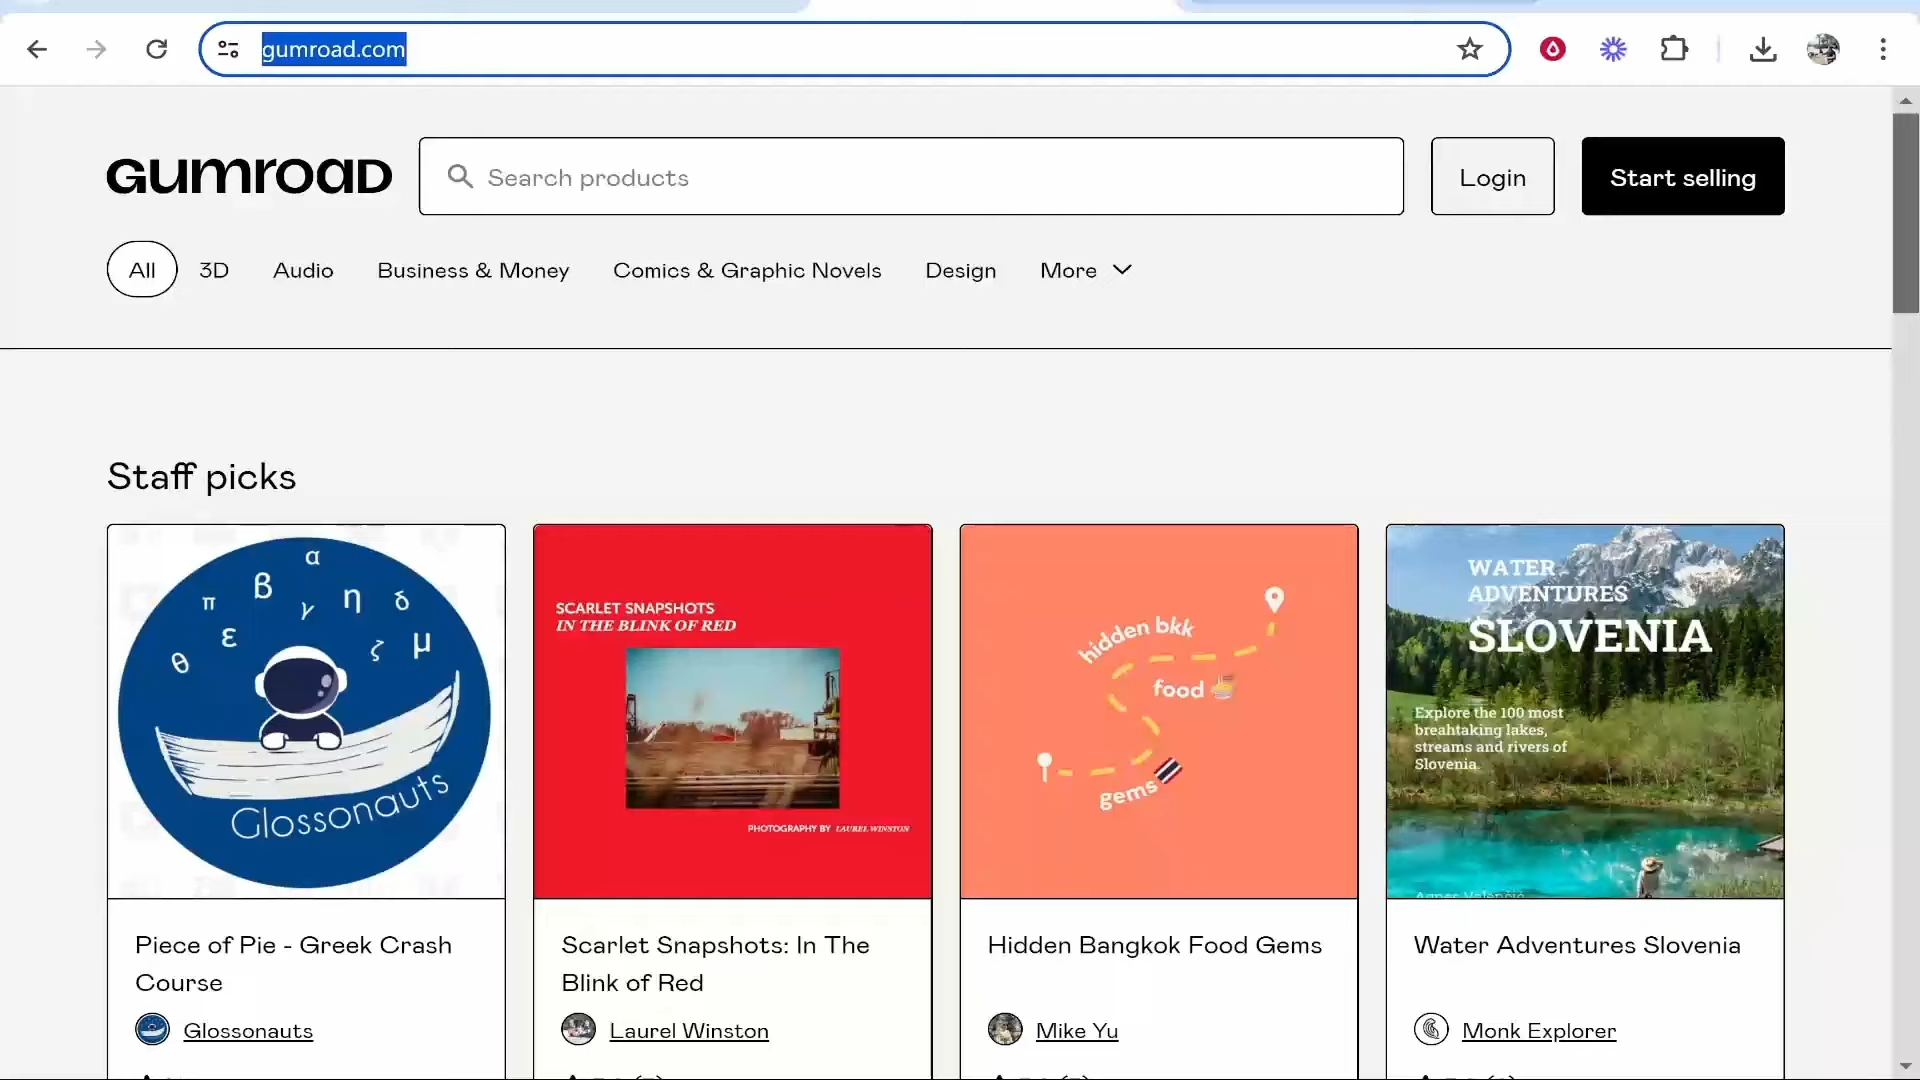 gumroad.com
GUMROAD
Search products
Login
Start selling
All
3D
Audio
Business & Money
Comics & Graphic Novels
Design
More
Staff picks
α
β
π
γ
η
δ
ε
ζ
μ
θ
Glossonauts
SCARLET SNAPSHOTS
IN THE BLINK OF RED
PHOTOGRAPHY BY LAUREL WINSTON
hidden bkk
food
gems
WATER
ADVENTURES
SLOVENIA
Explore the 100 most
breahtaking lakes,
streams and rivers of
Slovenia.
Piece of Pie - Greek Crash
Course
Glossonauts
Scarlet Snapshots: In The
Blink of Red
Laurel Winston
Hidden Bangkok Food Gems
Mike Yu
Water Adventures Slovenia
Monk Explorer